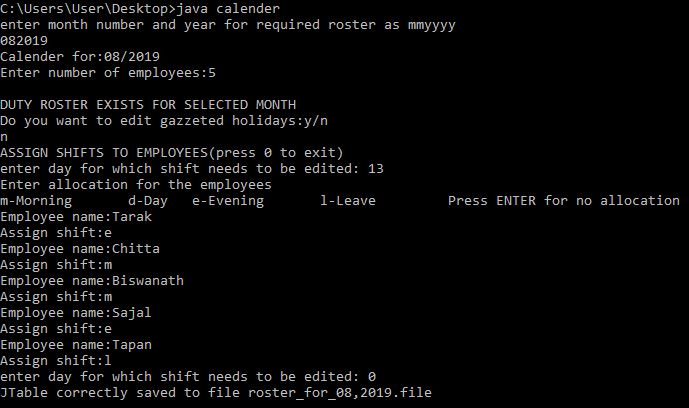 C:\Users\User\Desktop>java calender
enter month number and year for required roster as mmyyyy
082019
Calender for:08/2019
Enter number of employees:5
DUTY ROSTER EXISTS FOR SELECTED MONTH
Do you want to edit gazzeted holidays:y/n
n
ASSIGN SHIFTS TO EMPLOYEES(press 0 to exit)
enter day for which shift needs to be edited: 13
Enter allocation for the employees
m-Morning d-Day e-Evening l-Leave Press ENTER for no allocation
Employee name:Tarak
Assign shift:e
Employee name:Chitta
Assign shift:m
Employee name:Biswanath
Assign shift:m
Employee name:Sajal
Assign shift:e
Employee name:Tapan
Assign shift:l
enter day for which shift needs to be edited: 0
JTable correctly saved to file roster_for_08,2019.file